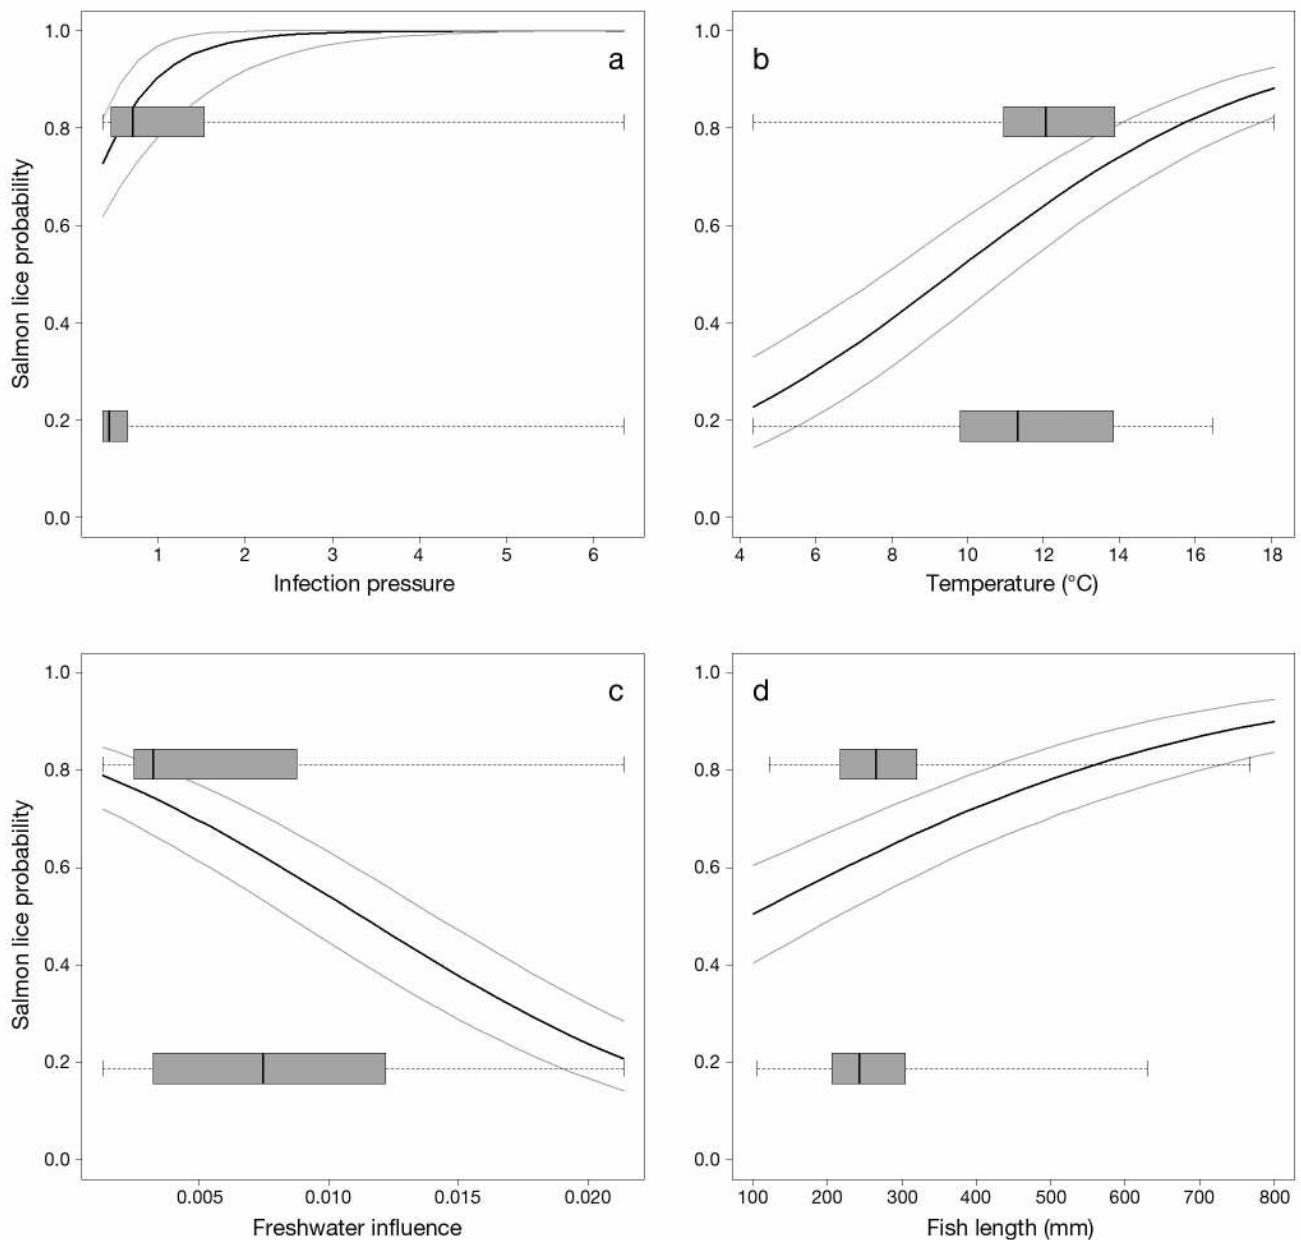 a
Salmon lice probability
1.0
0.8
0.6
0.4
0.2
0.0
1 2 3 4 5 6
Infection pressure
b
1.0
0.8
0.6
0.4
0.2
0.0
4 6 8 10 12 14 16 18
Temperature (°C)
c
Salmon lice probability
1.0
0.8
0.6
0.4
0.2
0.0
0.005 0.010 0.015 0.020
Freshwater influence
d
1.0
0.8
0.6
0.4
0.2
0.0
100 200 300 400 500 600 700 800
Fish length (mm)